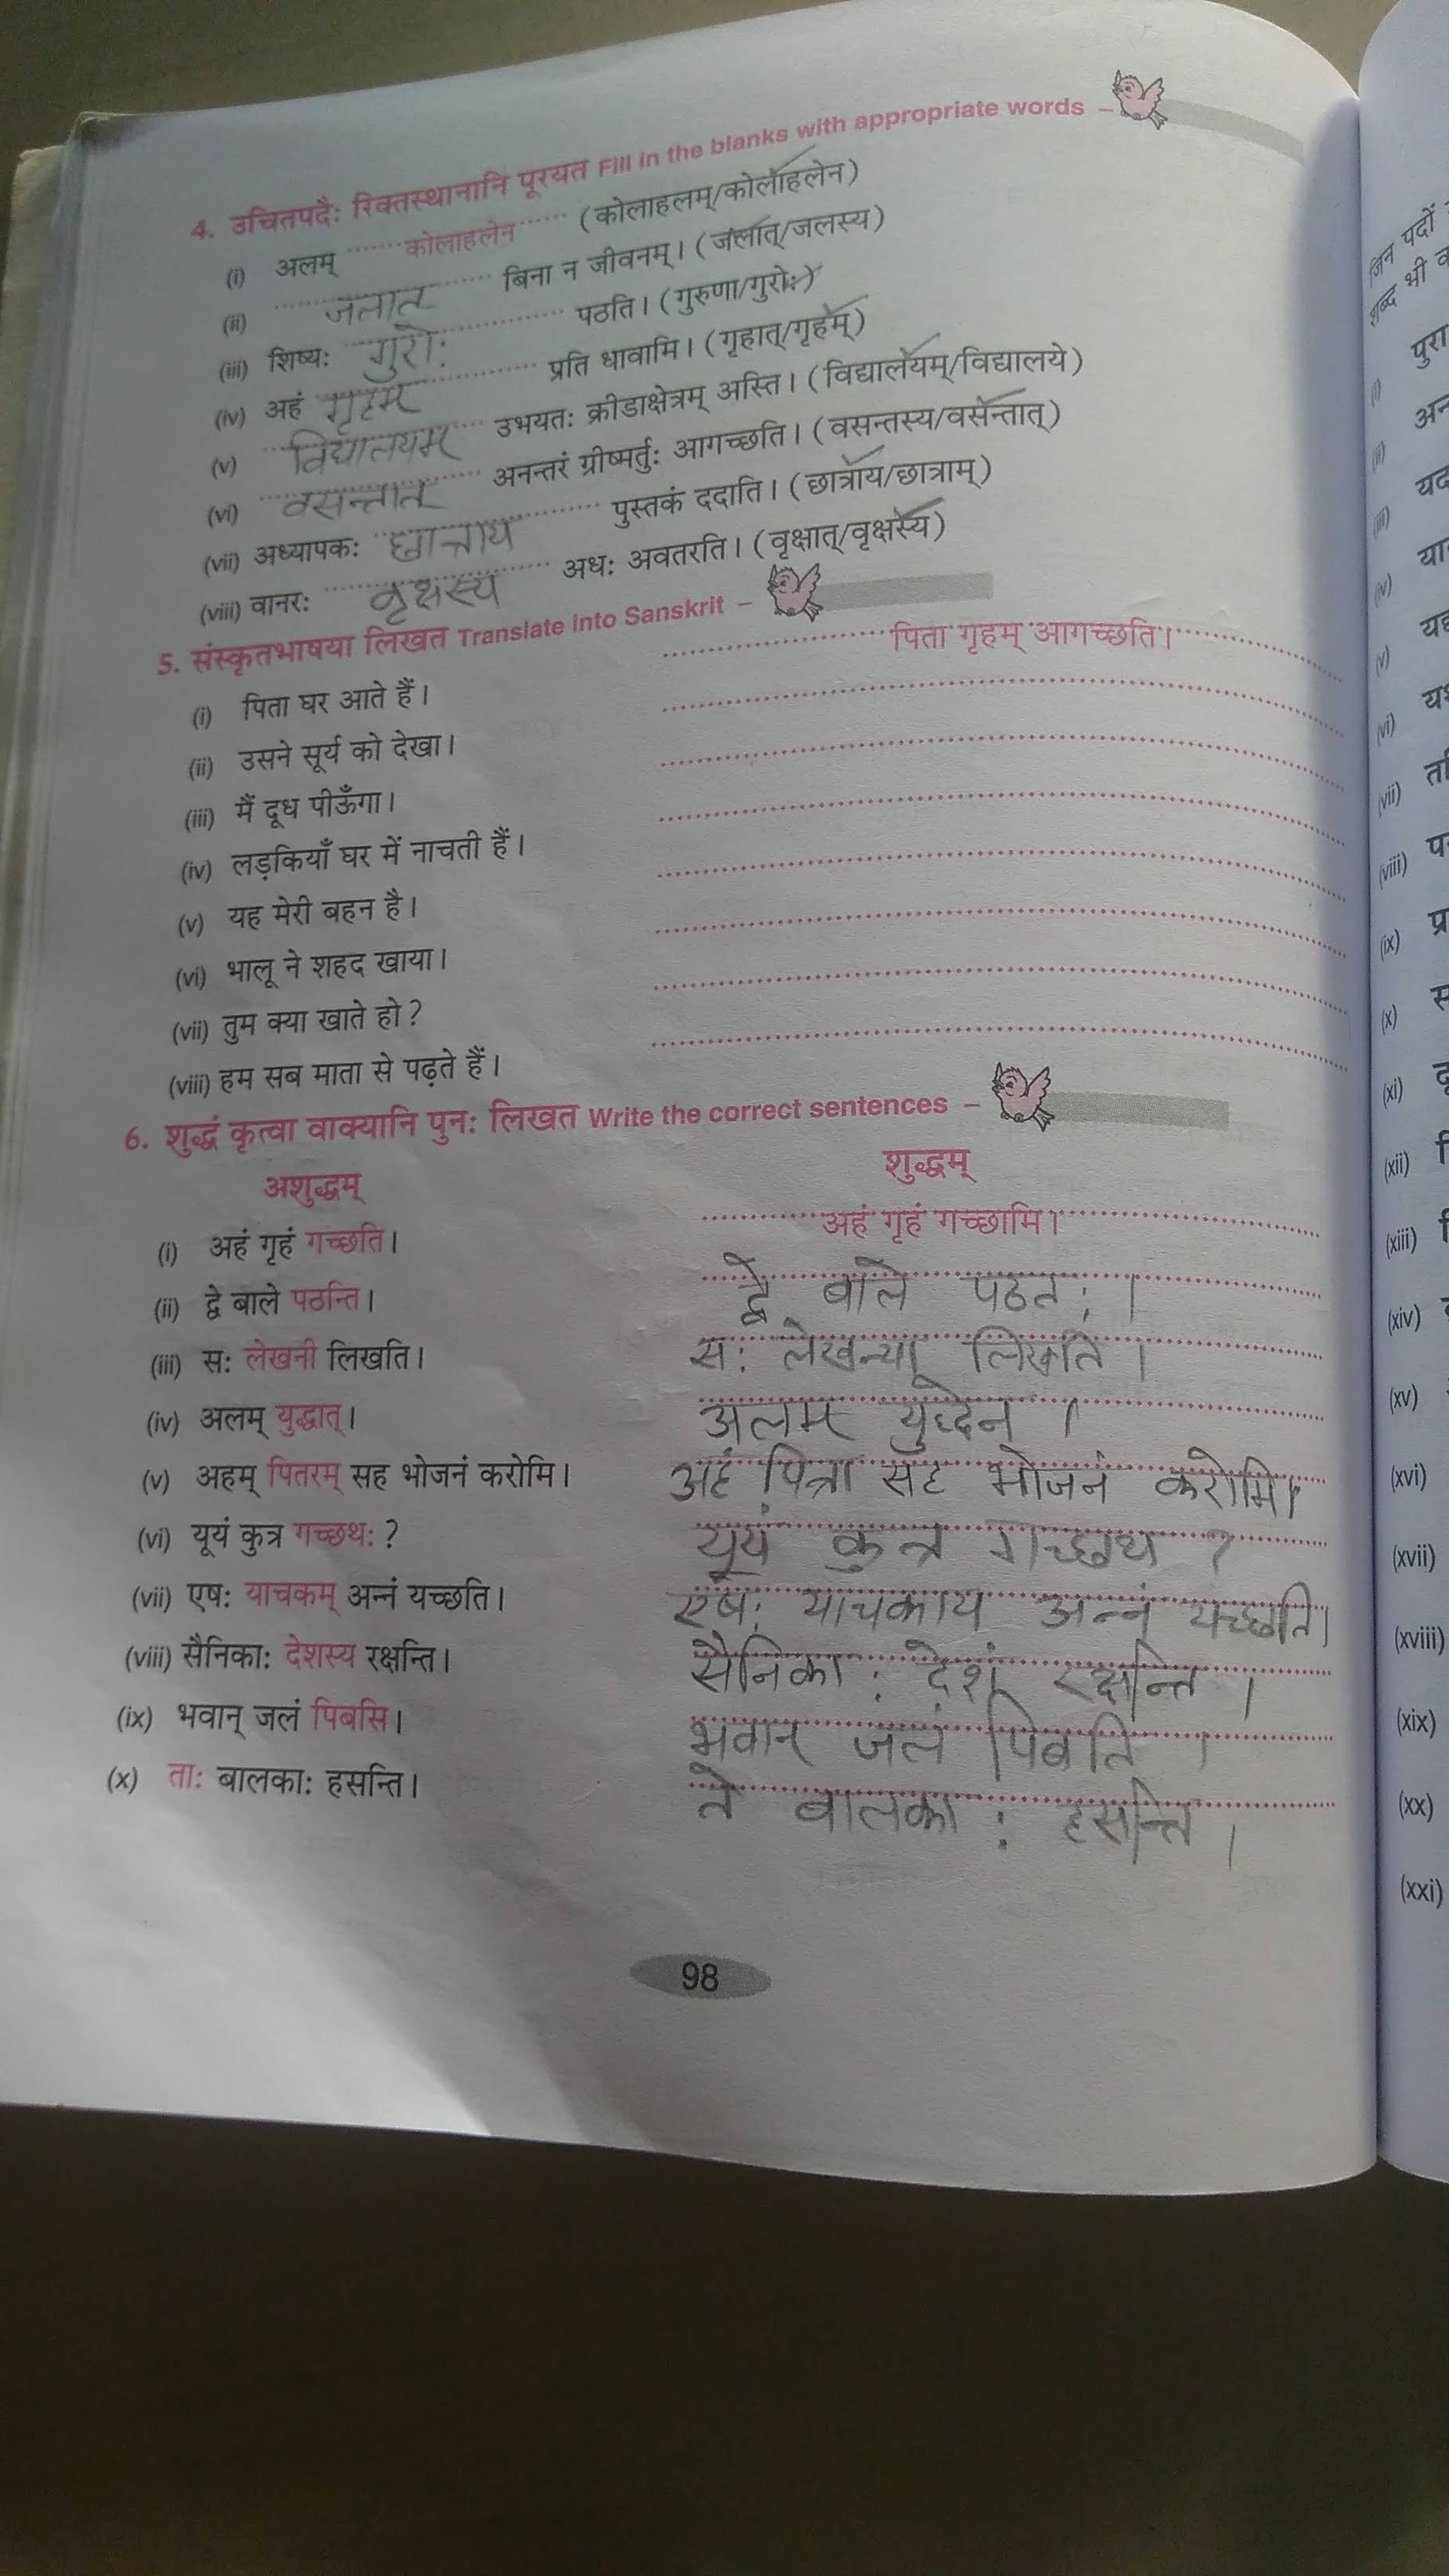 4. उचितपदैः रिक्तस्थानानि पूरयत Fill in the blanks with appropriate words –
(i) अलम् कोलाहलेन (कोलाहलम्/कोलाहलेन)
(ii) जलात् बिना न जीवनम्। (जलात्/जलस्य)
(iii) शिष्यः गुरोः पठति। (गुरुणा/गुरोः)
(iv) अहं गृहम् प्रति धावामि। (गृहात्/गृहम्)
(v) विद्यालयम् उभयतः क्रीडाक्षेत्रम् अस्ति। (विद्यालयम्/विद्यालये)
(vi) वसन्तात् अनन्तरं ग्रीष्मर्तुः आगच्छति। (वसन्तस्य/वसन्तात्)
(vii) अध्यापकः छात्राय पुस्तकं ददाति। (छात्राय/छात्राम्)
(viii) वानरः वृक्षस्य अधः अवतरति। (वृक्षात्/वृक्षस्य)
5. संस्कृतभाषया लिखत Translate into Sanskrit –
(i) पिता घर आते हैं। पिता गृहम् आगच्छति।
(ii) उसने सूर्य को देखा।
(iii) मैं दूध पीऊँगा।
(iv) लड़कियाँ घर में नाचती हैं।
(v) यह मेरी बहन है।
(vi) भालू ने शहद खाया।
(vii) तुम क्या खाते हो?
(viii) हम सब माता से पढ़ते हैं।
6. शुद्धं कृत्वा वाक्यानि पुनः लिखत Write the correct sentences –
अशुद्धम् शुद्धम्
(i) अहं गृहं गच्छति। अहं गृहं गच्छामि।
(ii) द्वे बाले पठन्ति। द्वे बाले पठतः।
(iii) सः लेखनी लिखति। सः लेखन्या लिखति।
(iv) अलम् युद्धात्। अलम् युद्धेन।
(v) अहम् पितरम् सह भोजनं करोमि। अहं पित्रा सह भोजनं करोमि।
(vi) यूयं कुत्र गच्छथः? यूयं कुत्र गच्छथ?
(vii) एषः याचकम् अन्नं यच्छति। एषः याचकाय अन्नं यच्छति।
(viii) सैनिकाः देशस्य रक्षन्ति। सैनिकाः देशं रक्षन्ति।
(ix) भवान् जलं पिबसि। भवान् जलं पिबति।
(x) ताः बालकाः हसन्ति। ते बालकाः हसन्ति।
98
जिन पदों
शब्द भी
(i)
(ii)
(iii)
(iv)
(v)
(vi)
(vii)
(viii)
(ix)
(x)
(xi)
(xii)
(xiii)
(xiv)
(xv)
(xvi)
(xvii)
(xviii)
(xix)
(xx)
(xxi)